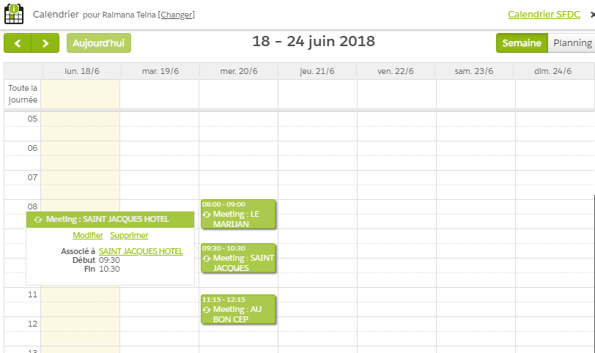 Calendrier pour Raimana Teina [Changer]
Calendrier SFDC
Aujourd'hui
18 – 24 juin 2018
Semaine
Planning
lun. 18/6
mar. 19/6
mer. 20/6
jeu. 21/6
ven. 22/6
sam. 23/6
dim. 24/6
Toute la
journée
05
06
07
08
08:00 - 09:00
Meeting : LE
MARIJAN
Meeting : SAINT JACQUES HOTEL
Modifier Supprimer
Associé à SAINT JACQUES HOTEL
Début 09:30
Fin 10:30
09:30 - 10:30
Meeting : SAINT
JACQUES
11
11:15 - 12:15
Meeting : AU
BON CEP
12
13